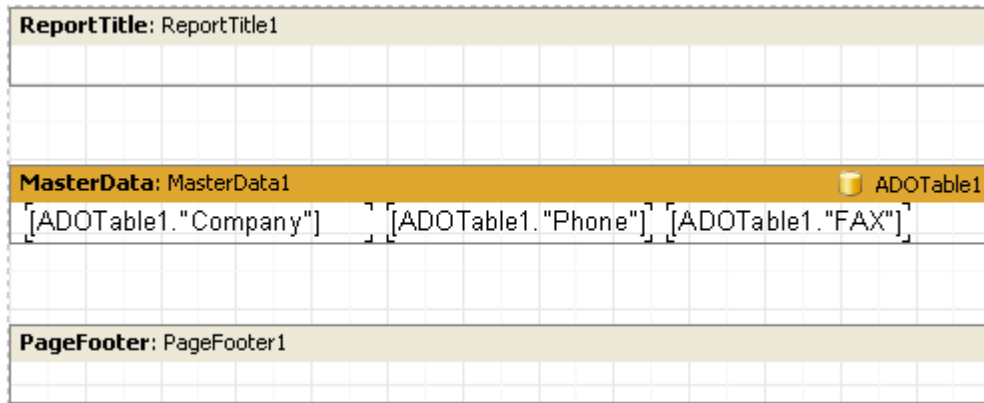 ReportTitle: ReportTitle1
MasterData: MasterData1 ADOTable1
[ADOTable1."Company"] [ADOTable1."Phone"] [ADOTable1."FAX"]
PageFooter: PageFooter1